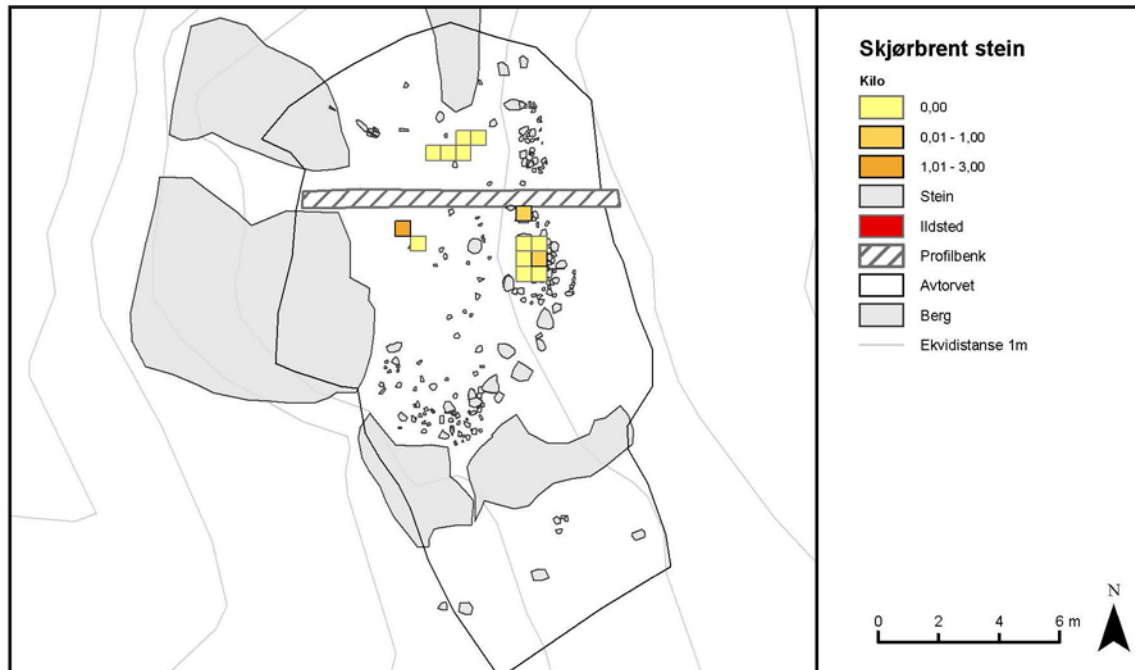 Skjørbrent stein
Kilo
0,00
0,01 - 1,00
1,01 - 3,00
Stein
Ildsted
Profilbenk
Avtorvet
Berg
Ekvidistanse 1m
N
0 2 4 6 m